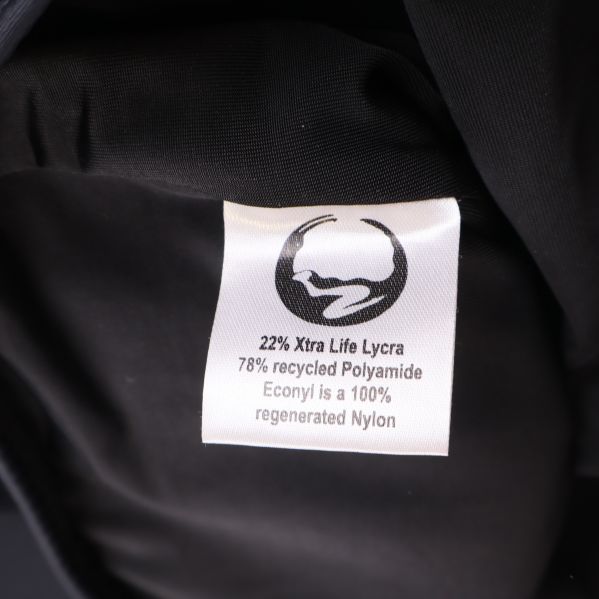 22% Xtra Life Lycra
78% recycled Polyamide
Econyl is a 100%
regenerated Nylon